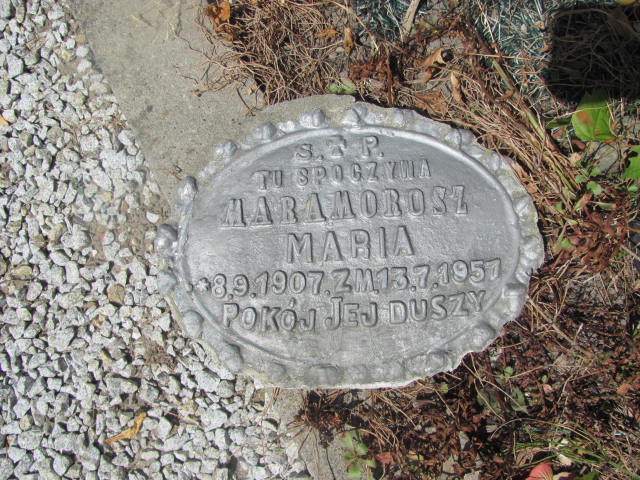 S. T P.
TU SPOCZYWA
MARAMOROSZ
MARIA
*8.9.1907. ZM.13.7.1957
POKÓJ JEJ DUSZY